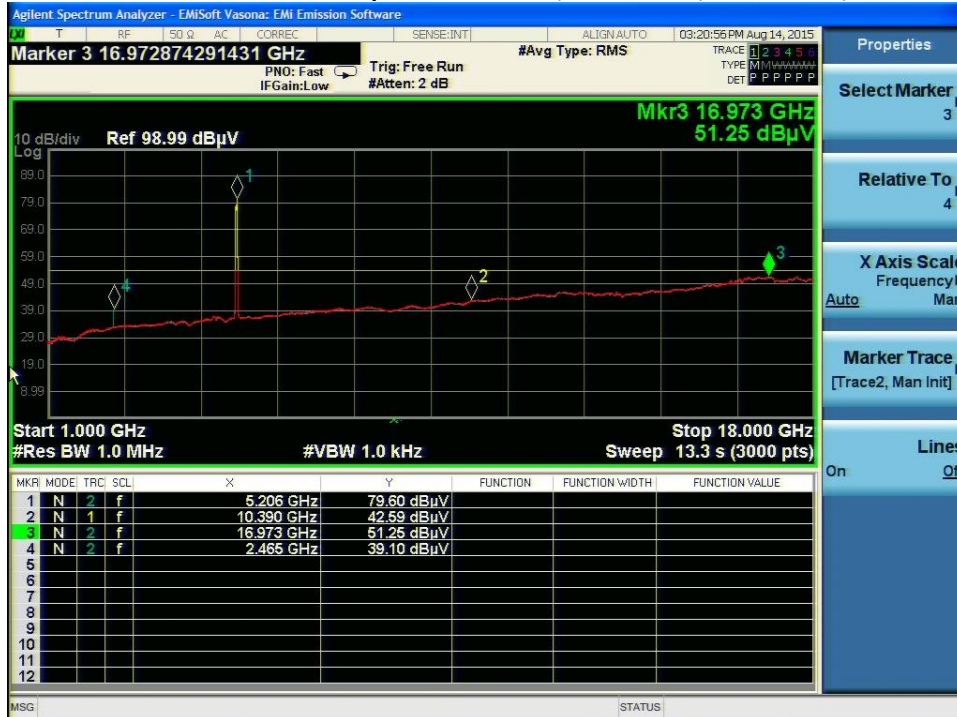 Agilent Spectrum Analyzer - EMiSoft Vasona: EMi Emission Software
LXI T RF 50 Ω AC CORREC SENSE:INT ALIGN AUTO 03:20:56 PM Aug 14, 2015
Marker 3 16.972874291431 GHz
PNO: Fast
IFGain:Low
Trig: Free Run
#Atten: 2 dB
#Avg Type: RMS
TRACE 1 2 3 4 5 6
TYPE M M W W W W
DET P P P P P P
Mkr3 16.973 GHz
51.25 dBµV
10 dB/div Ref 98.99 dBµV
Log
89.0
79.0
69.0
59.0
49.0
39.0
29.0
19.0
8.99
1
2
3
4
Start 1.000 GHz Stop 18.000 GHz
#Res BW 1.0 MHz #VBW 1.0 kHz Sweep 13.3 s (3000 pts)
MKR MODE TRC SCL X Y FUNCTION FUNCTION WIDTH FUNCTION VALUE
1 N 2 f 5.206 GHz 79.60 dBµV
2 N 1 f 10.390 GHz 42.59 dBµV
3 N 2 f 16.973 GHz 51.25 dBµV
4 N 2 f 2.465 GHz 39.10 dBµV
5
6
7
8
9
10
11
12
MSG STATUS
Properties
Select Marker
3
Relative To
4
X Axis Scale
Frequency
Auto Man
Marker Trace
[Trace2, Man Init]
Lines
On Of